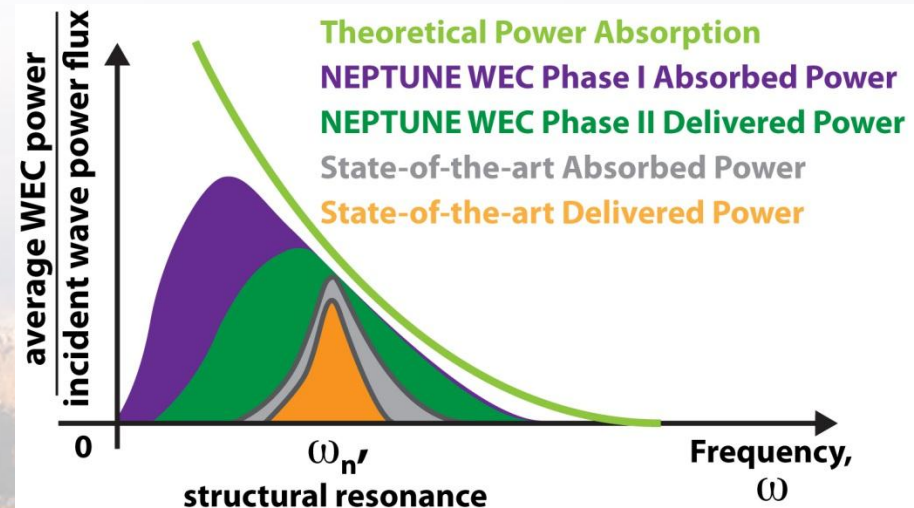 Theoretical Power Absorption
NEPTUNE WEC Phase I Absorbed Power
NEPTUNE WEC Phase II Delivered Power
State-of-the-art Absorbed Power
State-of-the-art Delivered Power
average WEC power
incident wave power flux
0
ωn,
structural resonance
Frequency,
ω